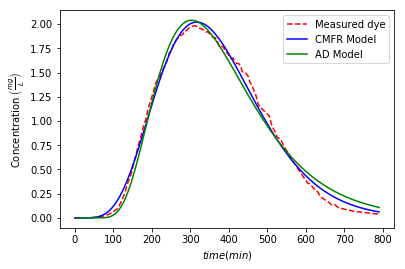 Measured dye
CMFR Model
AD Model
Concentration (mg/L)
2.00
1.75
1.50
1.25
1.00
0.75
0.50
0.25
0.00
0 100 200 300 400 500 600 700 800
time(min)